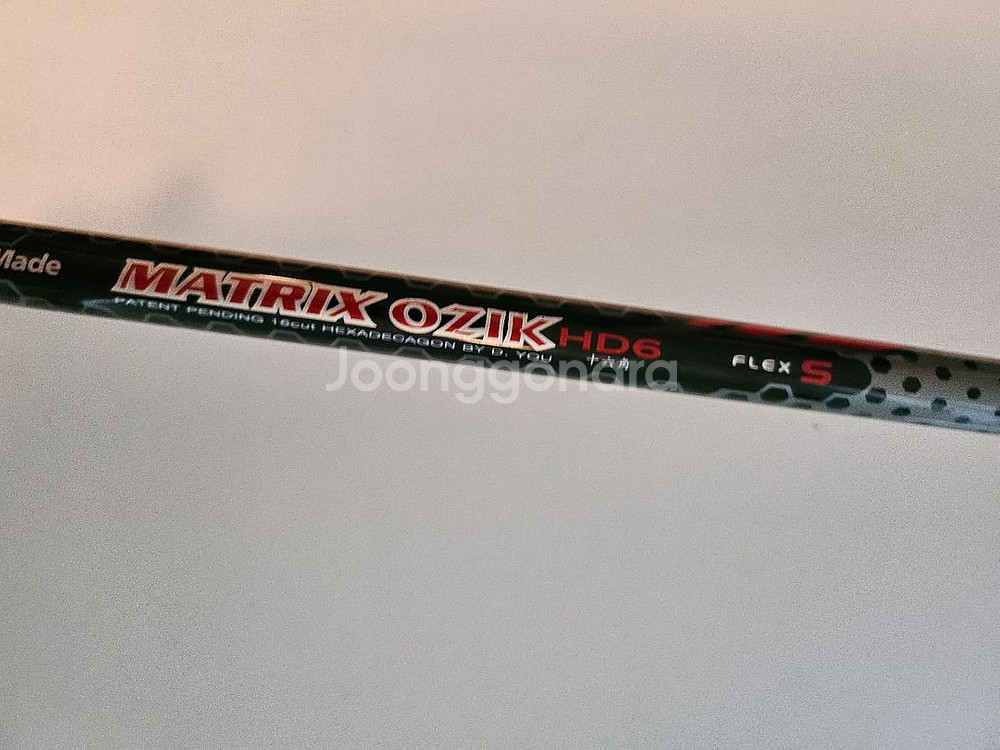 Made
MATRIX OZIK HD6
PATENT PENDING 16cut HEXADECAGON BY D. YOU
十六角
FLEX S
Joonggonara